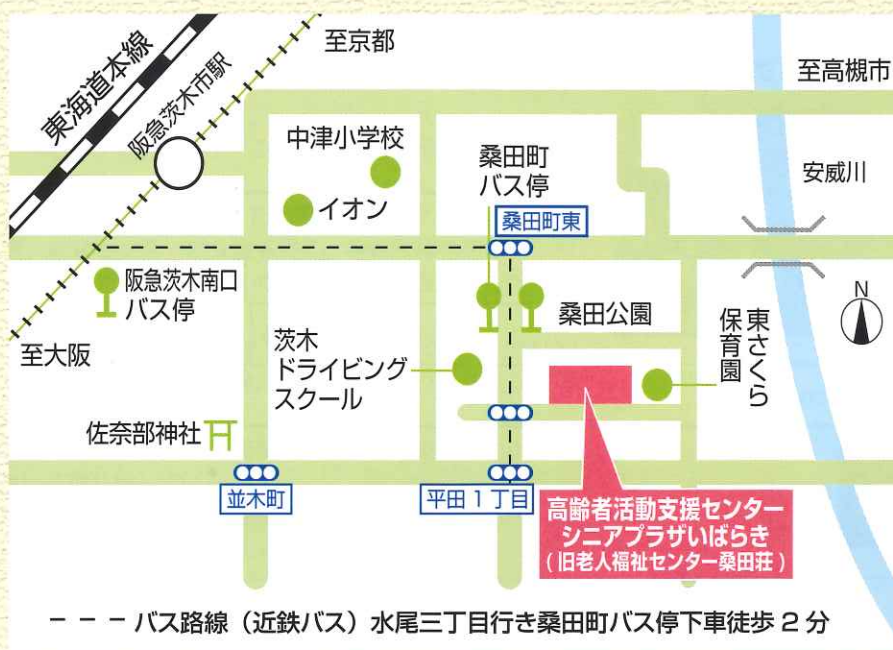 東海道本線
阪急茨木市駅
至京都
至高槻市
中津小学校
イオン
桑田町
バス停
桑田町東
安威川
阪急茨木南口
バス停
至大阪
茨木
ドライビング
スクール
桑田公園
東さくら
保育園
N
佐奈部神社
並木町
平田1丁目
高齢者活動支援センター
シニアプラザいばらき
(旧老人福祉センター桑田荘)
--- バス路線(近鉄バス)水尾三丁目行き桑田町バス停下車徒歩2分